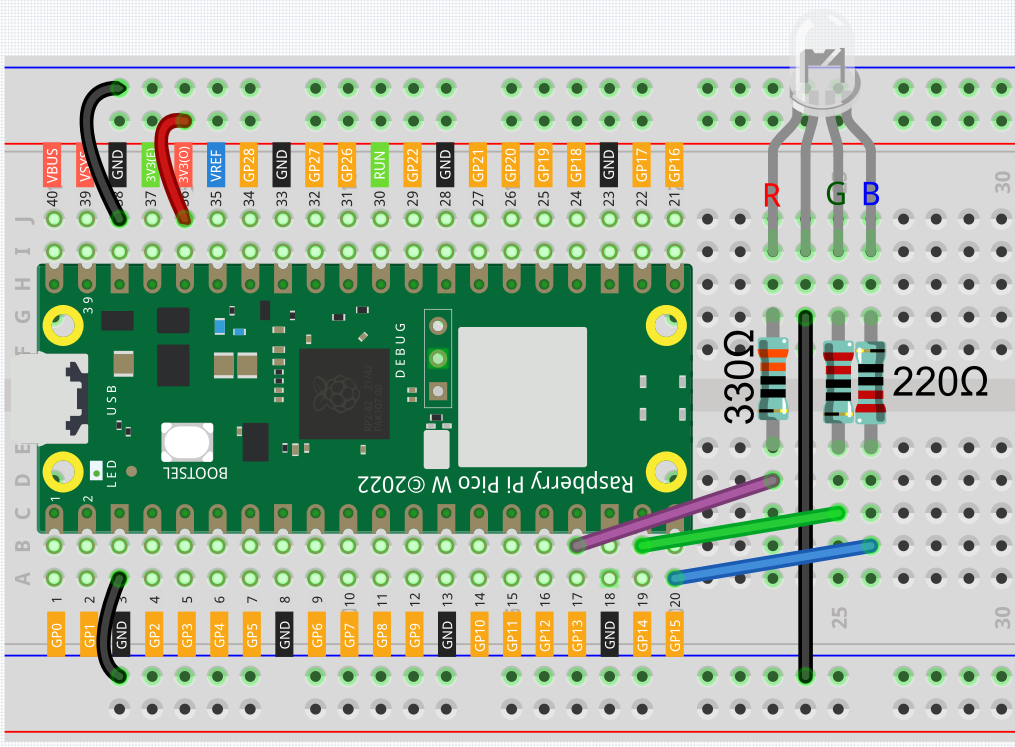 VBUS VSYS GND 3V3(E) 3V3(O) VREF GP28 GND GP27 GP26 RUN GP22 GND GP21 GP20 GP19 GP18 GND GP17 GP16
40 39 38 37 36 35 34 33 32 31 30 29 28 27 26 25 24 23 22 21
30
R G B
J
I
H
G
F
39
DEBUG
USB
330Ω
220Ω
E
D
C
B
A
LED
BOOTSEL
Raspberry Pi Pico W ©2022
1
2
1 2 3 4 5 6 7 8 9 10 11 12 13 14 15 16 17 18 19 20
25
30
GP0 GP1 GND GP2 GP3 GP4 GP5 GND GP6 GP7 GP8 GP9 GND GP10 GP11 GP12 GP13 GND GP14 GP15